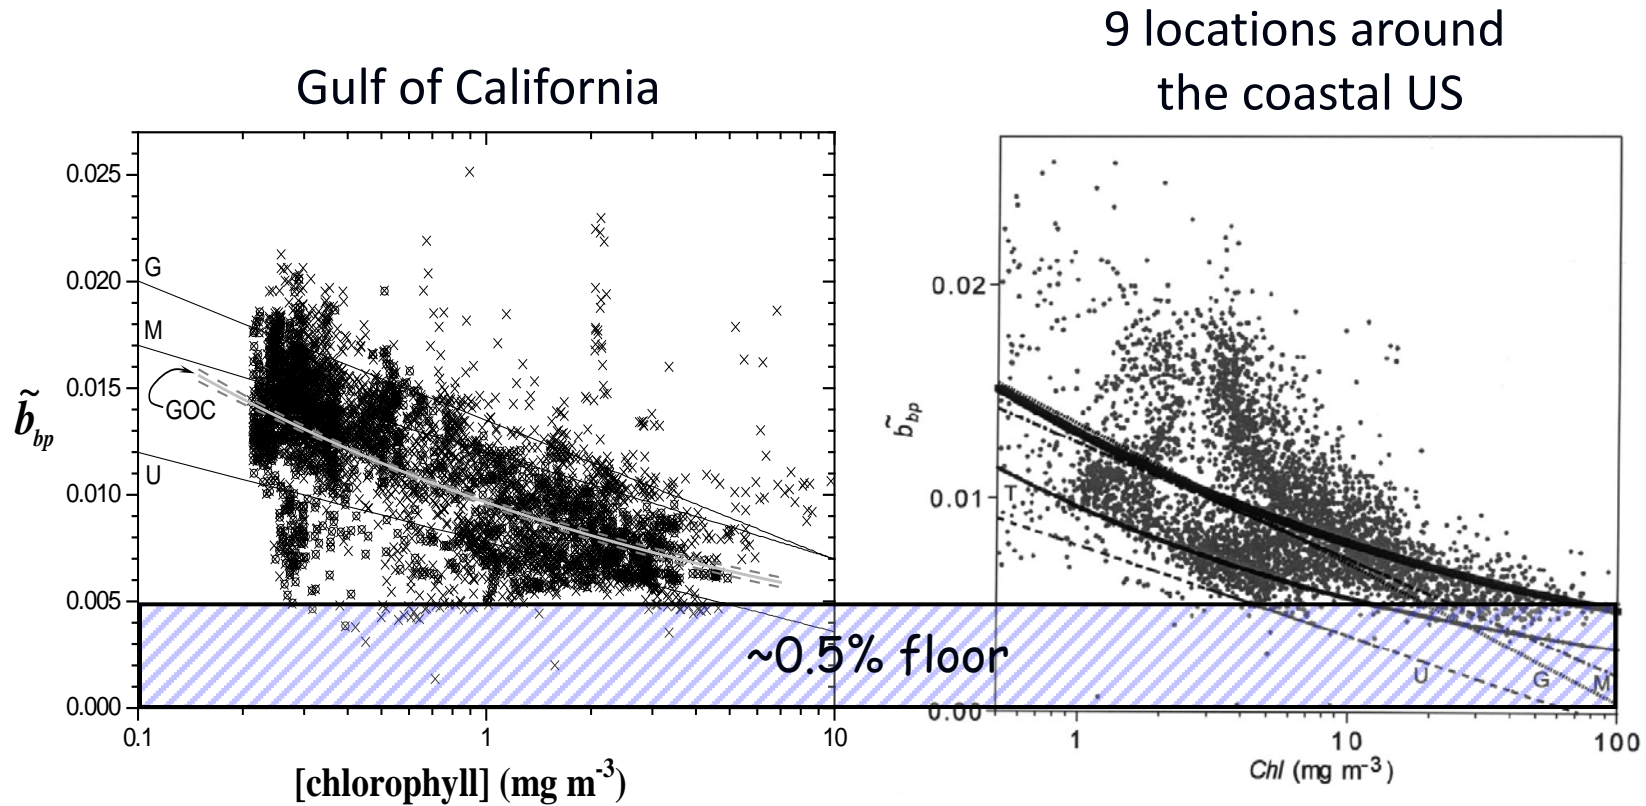 9 locations around
the coastal US
Gulf of California
0.025
0.020
0.015
0.010
0.005
0.000
b̃bp
G
M
GOC
U
0.1
1
10
[chlorophyll] (mg m-3)
~0.5% floor
0.02
0.01
0.00
b̃bp
T
U
G
M
1
10
100
Chl (mg m-3)